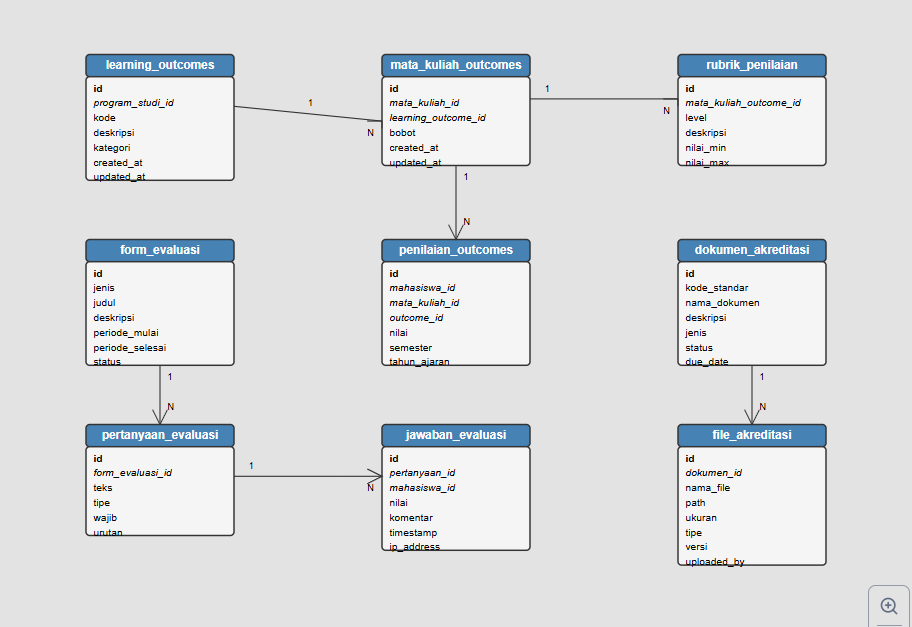 learning_outcomes
id
program_studi_id
kode
deskripsi
kategori
created_at
updated_at
1
N
mata_kuliah_outcomes
id
mata_kuliah_id
learning_outcome_id
bobot
created_at
updated_at
1
N
rubrik_penilaian
id
mata_kuliah_outcome_id
level
deskripsi
nilai_min
nilai_max
1
N
form_evaluasi
id
jenis
judul
deskripsi
periode_mulai
periode_selesai
status
penilaian_outcomes
id
mahasiswa_id
mata_kuliah_id
outcome_id
nilai
semester
tahun_ajaran
dokumen_akreditasi
id
kode_standar
nama_dokumen
deskripsi
jenis
status
due_date
1
N
1
N
pertanyaan_evaluasi
id
form_evaluasi_id
teks
tipe
wajib
urutan
1
N
jawaban_evaluasi
id
pertanyaan_id
mahasiswa_id
nilai
komentar
timestamp
ip_address
file_akreditasi
id
dokumen_id
nama_file
path
ukuran
tipe
versi
uploaded_by